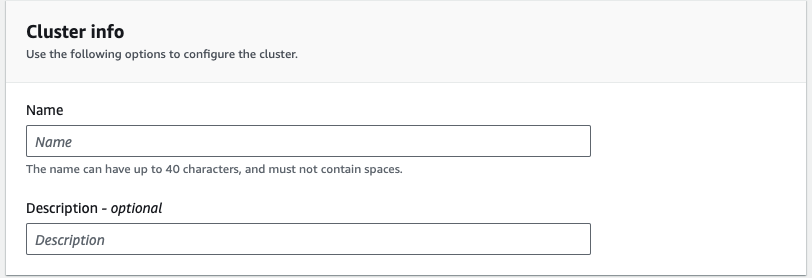 Cluster info
Use the following options to configure the cluster.
Name
Name
The name can have up to 40 characters, and must not contain spaces.
Description - optional
Description